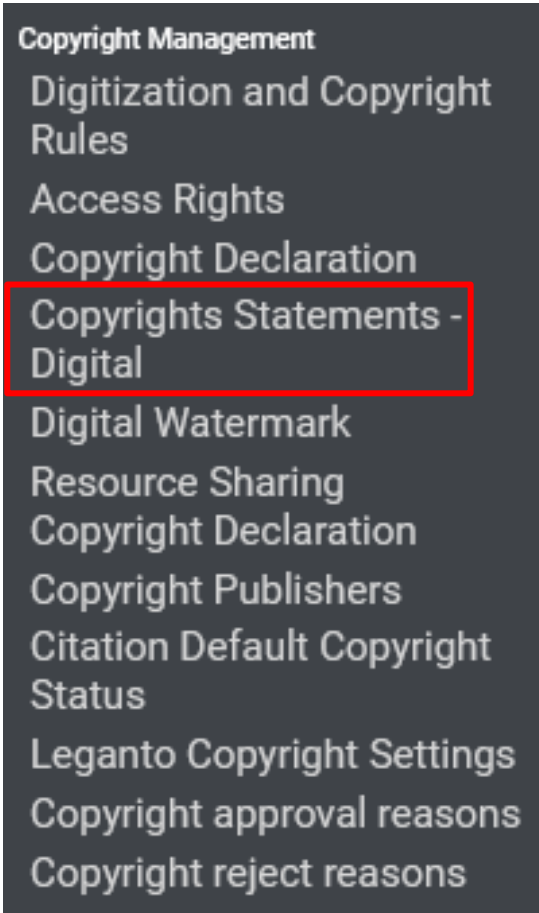 Copyright Management
Digitization and Copyright
Rules
Access Rights
Copyright Declaration
Copyrights Statements -
Digital
Digital Watermark
Resource Sharing
Copyright Declaration
Copyright Publishers
Citation Default Copyright
Status
Leganto Copyright Settings
Copyright approval reasons
Copyright reject reasons